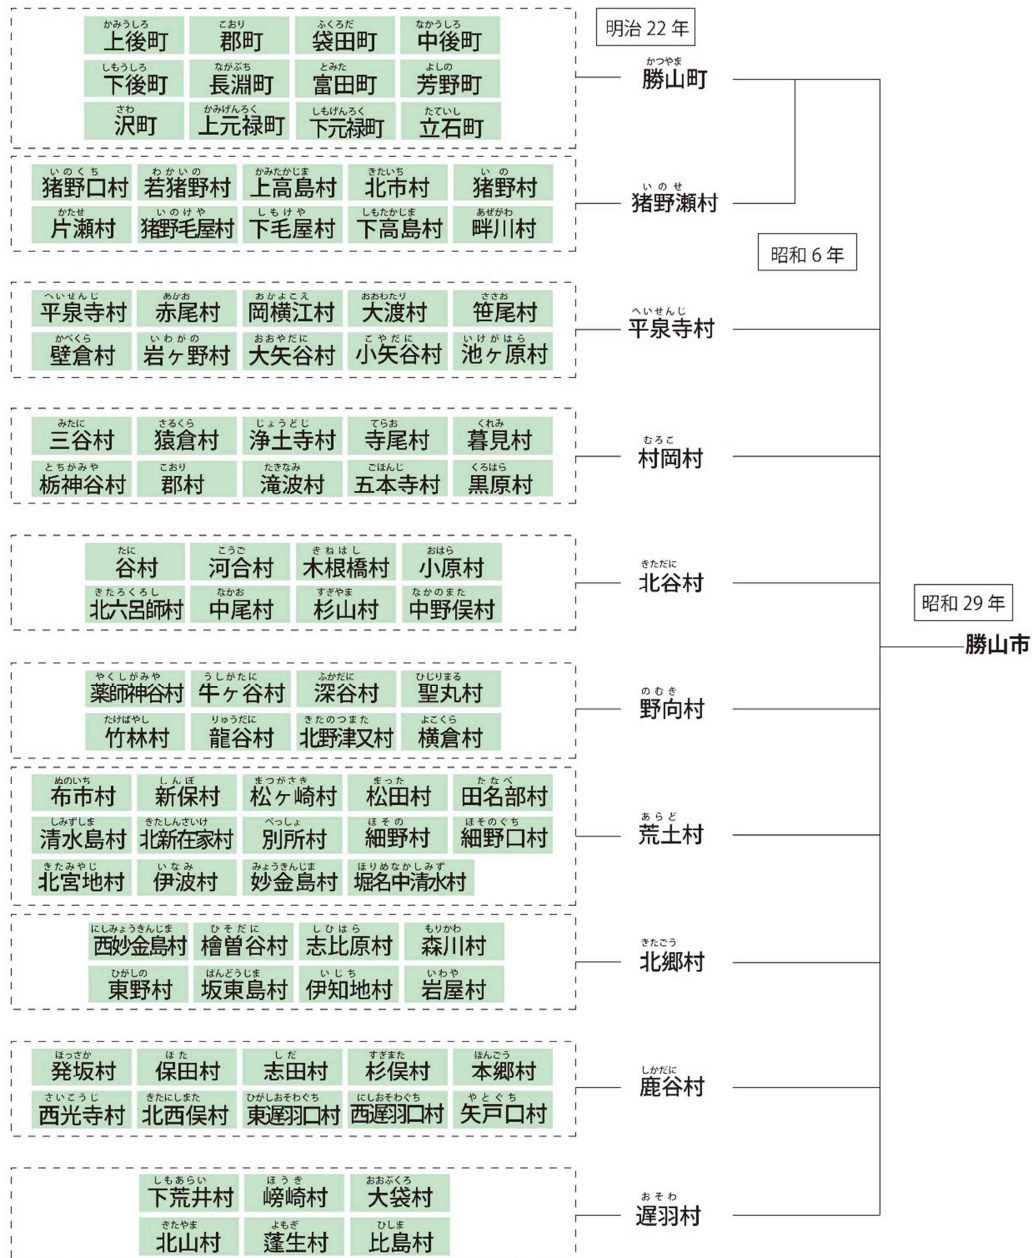 明治 22 年
かみうしろ こおり ふくろだ なかうしろ
上後町 郡町 袋田町 中後町
しもうしろ ながぶち とみた よしの
下後町 長淵町 富田町 芳野町
さわ かみげんろく しもげんろく たていし
沢町 上元禄町 下元禄町 立石町
かつやま
勝山町
いのくち わかいの かみたかじま きたいち いの
猪野口村 若猪野村 上高島村 北市村 猪野村
かたせ いのけや しもけや しもたかじま あぜがわ
片瀬村 猪野毛屋村 下毛屋村 下高島村 畔川村
いのせ
猪野瀬村
昭和 6 年
へいせんじ あかお おかよこえ おおわたり ささお
平泉寺村 赤尾村 岡横江村 大渡村 笹尾村
かべくら いわがの おおやだに こやだに いけがはら
壁倉村 岩ヶ野村 大矢谷村 小矢谷村 池ヶ原村
へいせんじ
平泉寺村
みたに さるくら じょうどじ てらお くれみ
三谷村 猿倉村 浄土寺村 寺尾村 暮見村
とちがみや こおり たきなみ ごほんじ くろはら
栃神谷村 郡村 滝波村 五本寺村 黒原村
むろこ
村岡村
たに こうご きねはし おはら
谷村 河合村 木根橋村 小原村
きたろくろし なかお すぎやま なかのまた
北六呂師村 中尾村 杉山村 中野俣村
きただに
北谷村
昭和 29 年
勝山市
やくしがみや うしがたに ふかだに ひじりまる
薬師神谷村 牛ヶ谷村 深谷村 聖丸村
たけばやし りゅうだに きたのつまた よこくら
竹林村 龍谷村 北野津又村 横倉村
のむき
野向村
ぬのいち しんぼ まつがさき まった たなべ
布市村 新保村 松ヶ崎村 松田村 田名部村
しみずしま きたしんざいけ べっしょ ほその ほそのぐち
清水島村 北新在家村 別所村 細野村 細野口村
きたみやじ いなみ みょうきんじま ほりめなかしみず
北宮地村 伊波村 妙金島村 堀名中清水村
あらど
荒土村
にしみょうきんじま ひそだに しひはら もりかわ
西妙金島村 檜曽谷村 志比原村 森川村
ひがしの ばんどうじま いじち いわや
東野村 坂東島村 伊知地村 岩屋村
きたごう
北郷村
ほっさか ほた しだ すぎまた ほんごう
発坂村 保田村 志田村 杉俣村 本郷村
さいこうじ きたにしまた ひがしおそわぐち にしおそわぐち やとぐち
西光寺村 北西俣村 東遅羽口村 西遅羽口村 矢戸口村
しかだに
鹿谷村
しもあらい ほうき おおぶくろ
下荒井村 嵭崎村 大袋村
きたやま よもぎ ひしま
北山村 蓬生村 比島村
おそわ
遅羽村